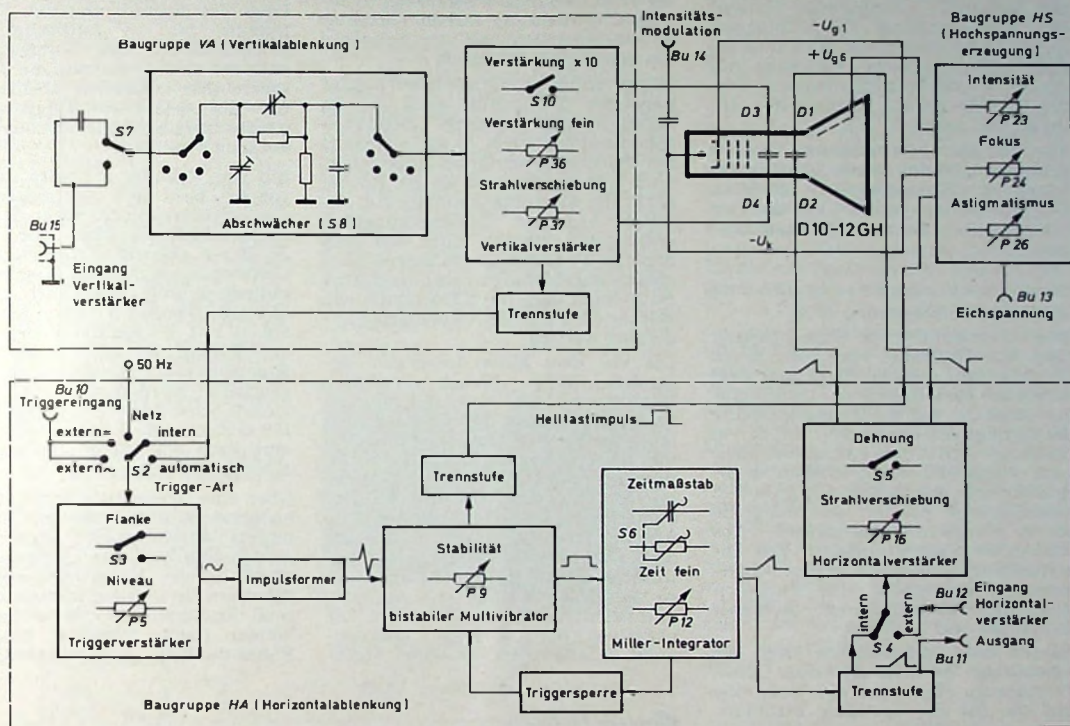 Baugruppe VA (Vertikalablenkung)
S7
Bu 15
Eingang
Vertikal-
verstärker
Abschwächer (S8)
Verstärkung x 10
S10
Verstärkung fein
P36
Strahlverschiebung
P37
Vertikalverstärker
Trennstufe
Intensitäts-
modulation
Bu 14
-Ug1
+Ug6
D3
D1
D4
D2
D10-12GH
-Uk
Baugruppe HS
(Hochspannungs-
erzeugung)
Intensität
P23
Fokus
P24
Astigmatismus
P26
Bu 13
Eichspannung
50 Hz
Bu 10
Triggereingang
Netz
extern=
intern
extern~
S2
automatisch
Trigger-Art
Flanke
S3
Niveau
P5
Triggerverstärker
Impulsformer
Helltastimpuls
Trennstufe
Stabilität
P9
bistabiler Multivibrator
Triggersperre
Zeitmaßstab
S6
Zeit fein
P12
Miller-Integrator
Dehnung
S5
Strahlverschiebung
P16
Horizontalverstärker
intern
extern
S4
Bu 12
Eingang
Horizontal-
verstärker
Ausgang
Bu 11
Trennstufe
Baugruppe HA (Horizontalablenkung)